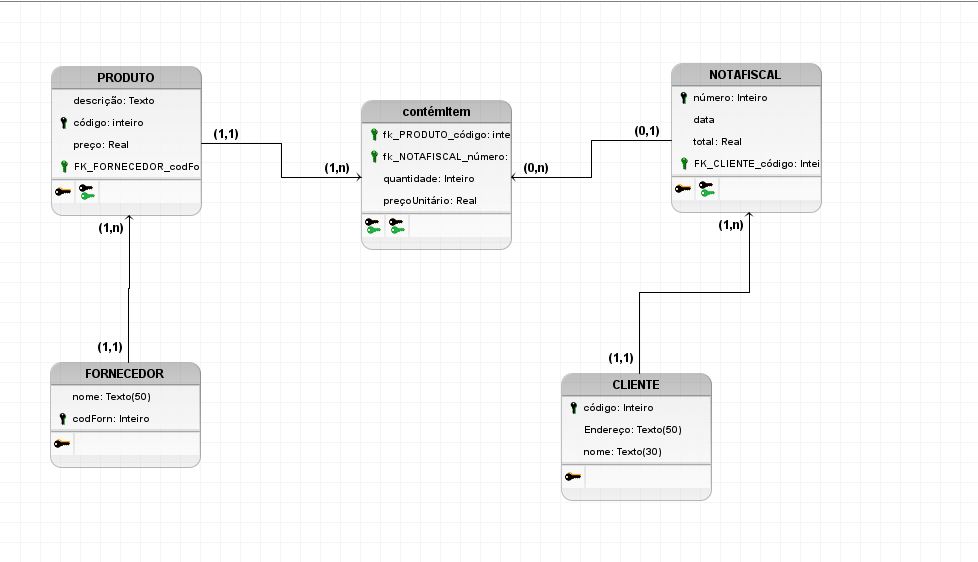 PRODUTO
descrição: Texto
código: inteiro
preço: Real
FK_FORNECEDOR_codFo
(1,1)
(1,n)
contémItem
fk_PRODUTO_código: inte
fk_NOTAFISCAL_número:
quantidade: Inteiro
preçoUnitário: Real
(0,n)
(0,1)
NOTAFISCAL
número: Inteiro
data
total: Real
FK_CLIENTE_código: Intei
(1,n)
(1,1)
FORNECEDOR
nome: Texto(50)
codForn: Inteiro
(1,n)
(1,1)
CLIENTE
código: Inteiro
Endereço: Texto(50)
nome: Texto(30)